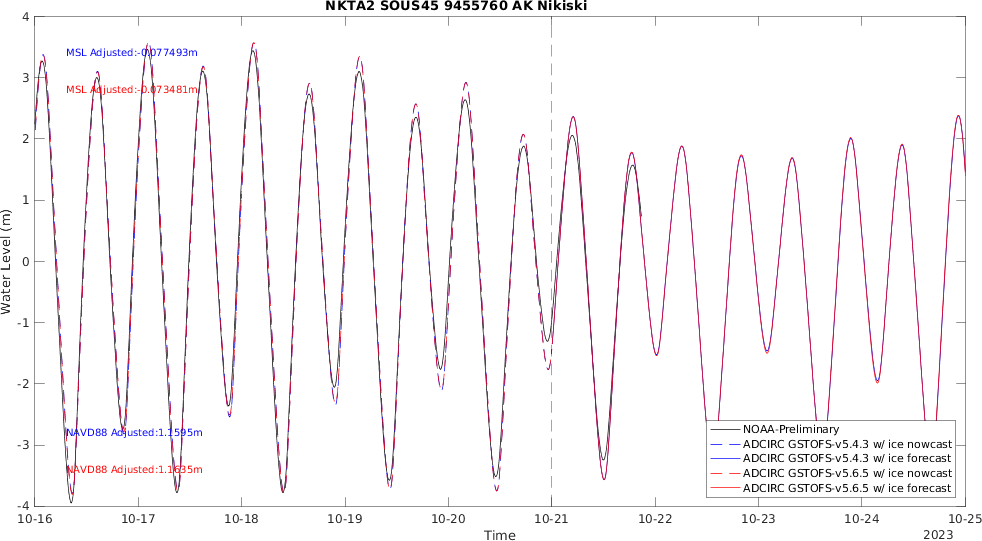 NKTA2 SOUS45 9455760 AK Nikiski
4
MSL Adjusted:-0.077493m
3
MSL Adjusted:-0.073481m
2
1
0
Water Level (m)
-1
-2
NAVD88 Adjusted:1.1595m
NOAA-Preliminary
-3
ADCIRC GSTOFS-v5.4.3 w/ ice nowcast
ADCIRC GSTOFS-v5.4.3 w/ ice forecast
NAVD88 Adjusted:1.1635m
ADCIRC GSTOFS-v5.6.5 w/ ice nowcast
ADCIRC GSTOFS-v5.6.5 w/ ice forecast
-4
10-16 10-17 10-18 10-19 10-20 10-21 10-22 10-23 10-24 10-25
Time
2023